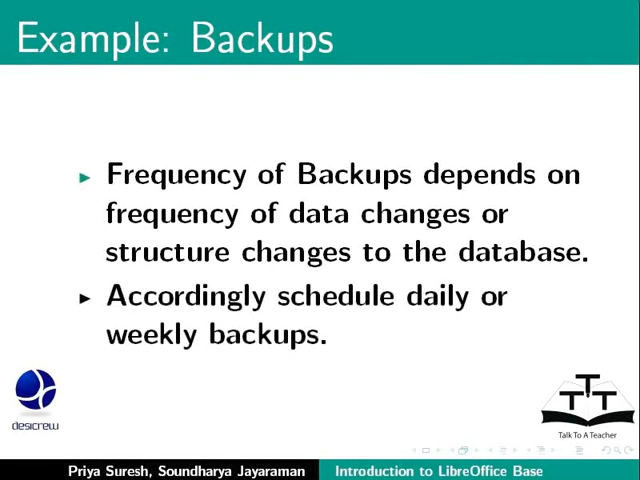 Example: Backups
Frequency of Backups depends on
frequency of data changes or
structure changes to the database.
Accordingly schedule daily or
weekly backups.
desicrew
T T T
Talk To A Teacher
Priya Suresh, Soundharya Jayaraman
Introduction to LibreOffice Base